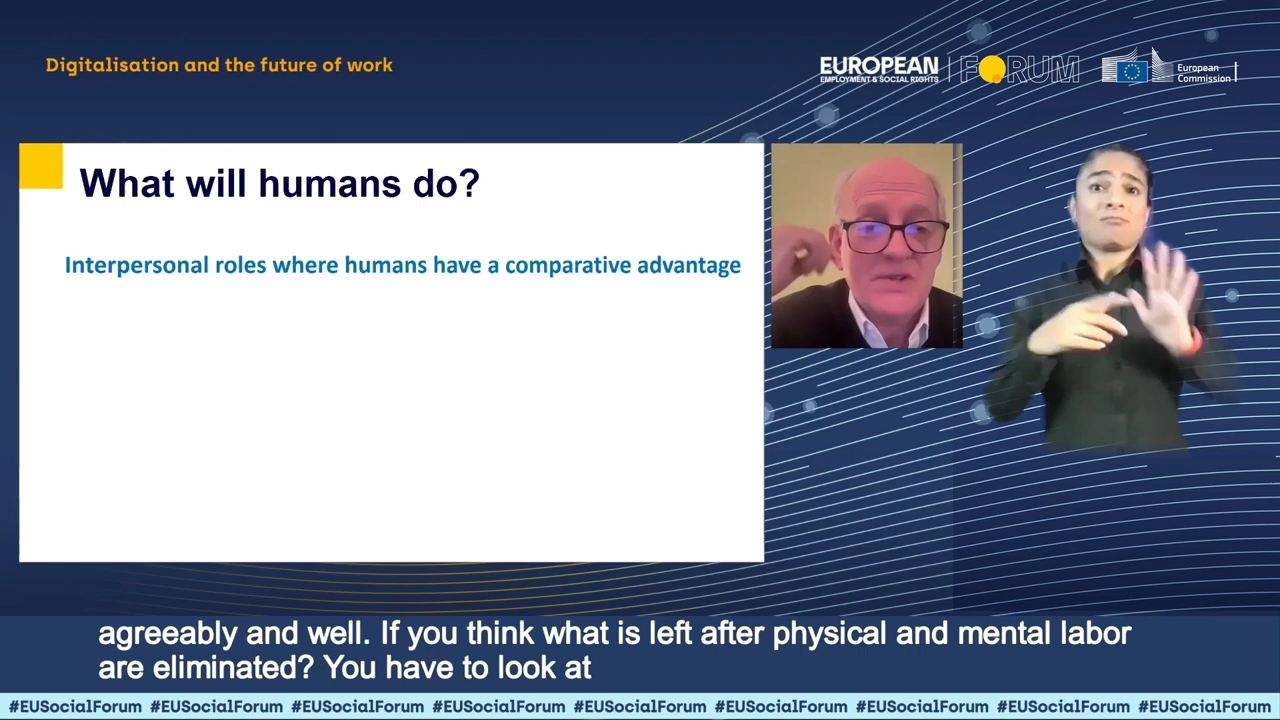 Digitalisation and the future of work
EUROPEAN
EMPLOYMENT & SOCIAL RIGHTS
FORUM
European
Commission
What will humans do?
Interpersonal roles where humans have a comparative advantage
agreeably and well. If you think what is left after physical and mental labor
are eliminated? You have to look at
#EUSocialForum #EUSocialForum #EUSocialForum #EUSocialForum #EUSocialForum #EUSocialForum #EUSocialForum #EUSocialForum #EUSocialForum